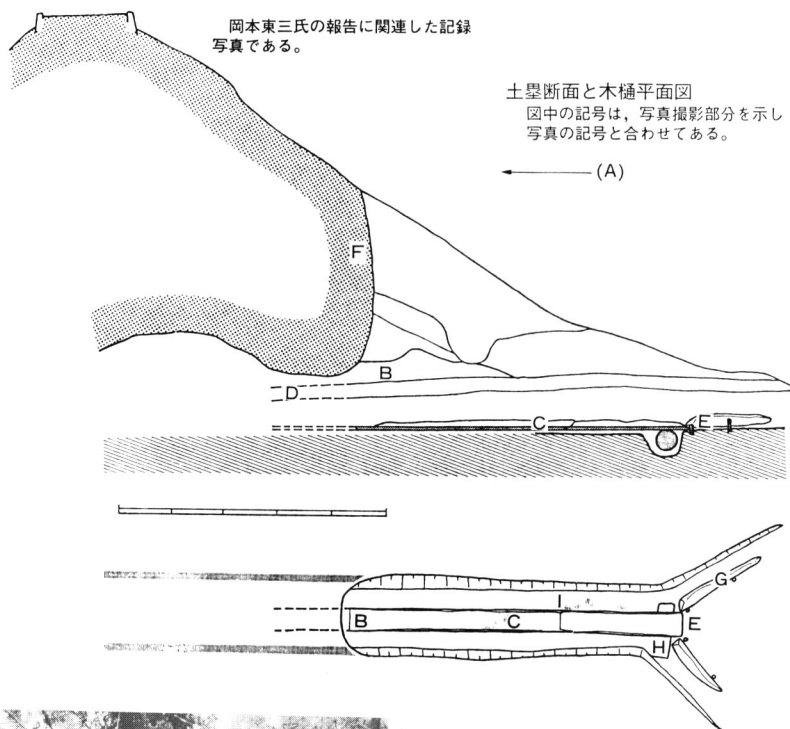 岡本東三氏の報告に関連した記録
写真である。
土塁断面と木樋平面図
図中の記号は，写真撮影部分を示し
写真の記号と合わせてある。
(A)
F
B
D
C
E
G
I
B
C
E
H